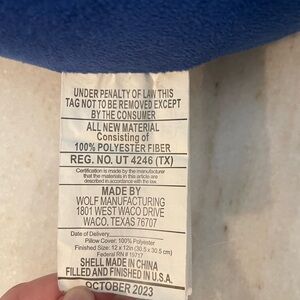 UNDER PENALTY OF LAW THIS
TAG NOT TO BE REMOVED EXCEPT
BY THE CONSUMER
ALL NEW MATERIAL
Consisting of
100% POLYESTER FIBER
REG. NO. UT 4246 (TX)
Certification is made by the manufacturer
that the materials in this article are
described in accordance with the law.
MADE BY
WOLF MANUFACTURING
1801 WEST WACO DRIVE
WACO, TEXAS 76707
Date of Delivery
Pillow Cover: 100% Polyester
Finished Size: 12 x 12in (30.5 x 30.5 cm)
Federal RN # 19717
SHELL MADE IN CHINA
FILLED AND FINISHED IN U.S.A.
OCTOBER 2023